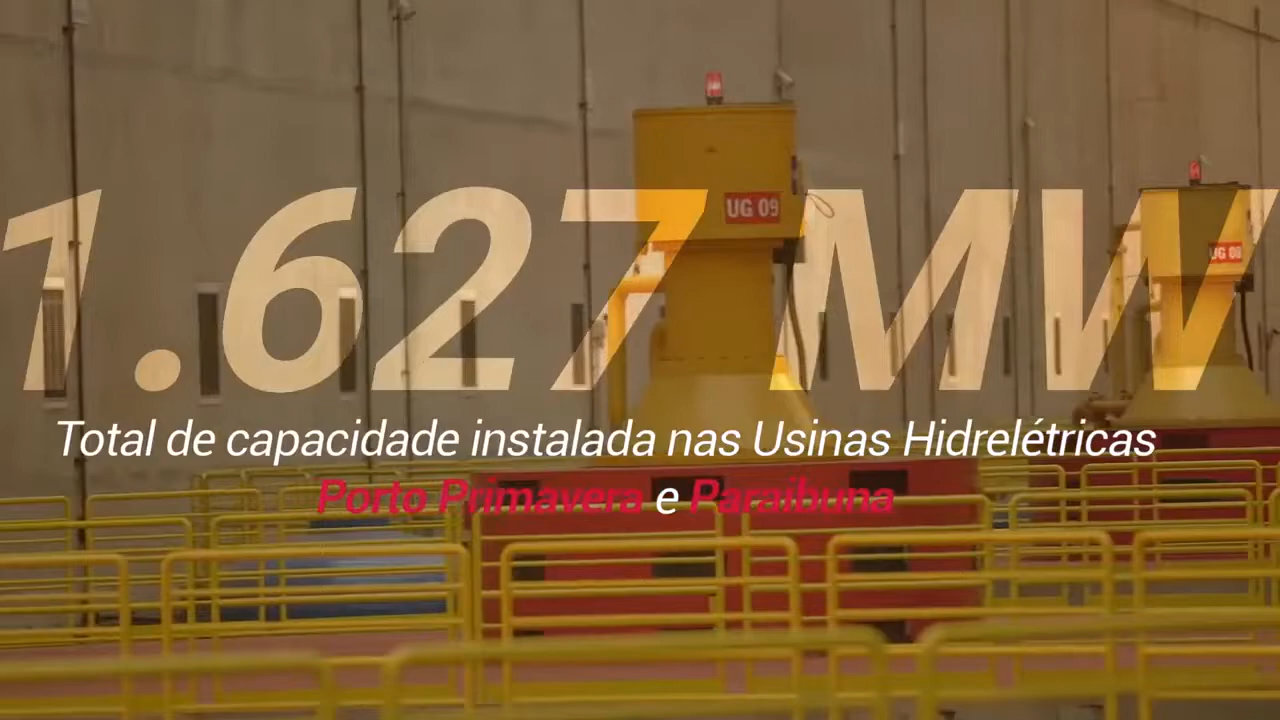 1.627 MW
UG 09
UG 08
Total de capacidade instalada nas Usinas Hidrelétricas
Porto Primavera e Paraibuna